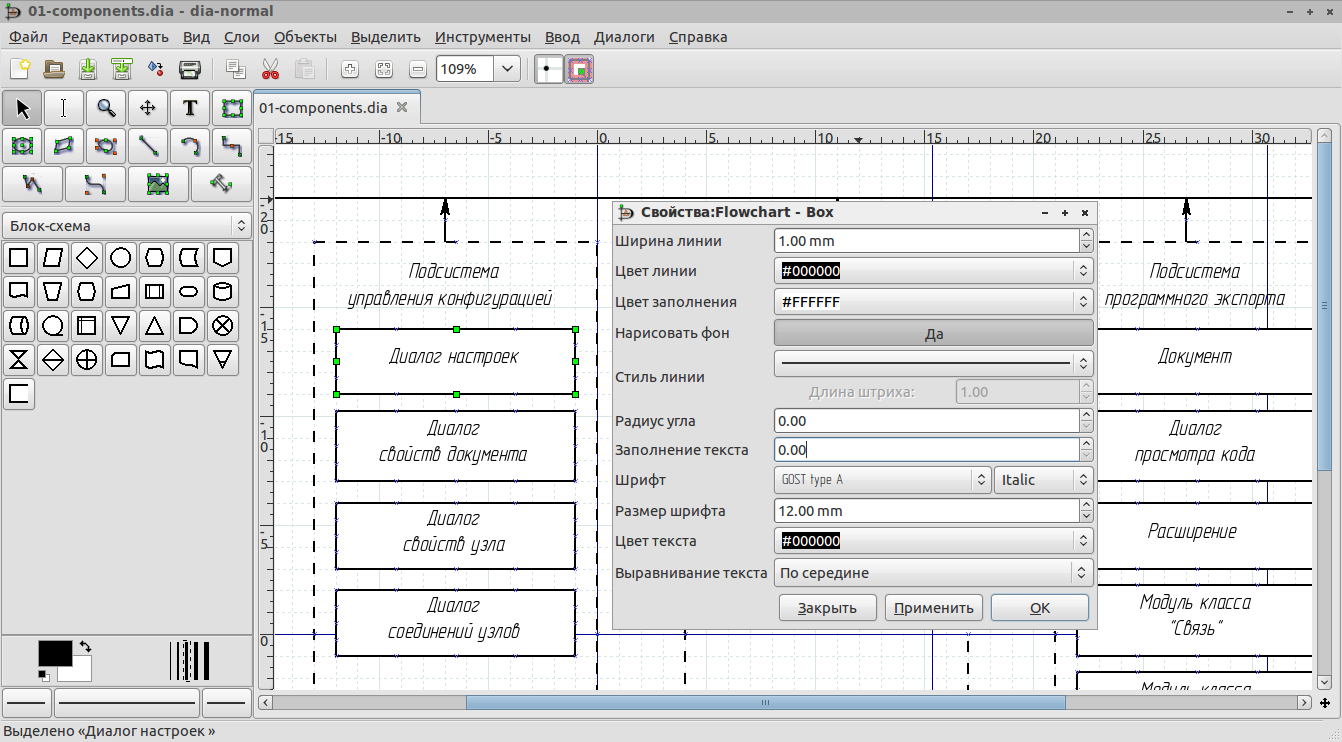 01-components.dia - dia-normal
Файл Редактировать Вид Слои Объекты Выделить Инструменты Ввод Диалоги Справка
109%
T
01-components.dia
-15 -10 -5 0 5 10 15 20 25 30
Блок-схема
-20
-15
-10
-5
0
Подсистема
управления конфигурацией
Диалог настроек
Диалог
свойств документа
Диалог
свойств узла
Диалог
соединений узлов
Свойства:Flowchart - Box
Ширина линии 1.00 mm
Цвет линии #000000
Цвет заполнения #FFFFFF
Нарисовать фон Да
Стиль линии
Длина штриха: 1.00
Радиус угла 0.00
Заполнение текста 0.00
Шрифт GOST type A Italic
Размер шрифта 12.00 mm
Цвет текста #000000
Выравнивание текста По середине
Закрыть Применить OK
Подсистема
программного экспорта
Документ
Диалог
просмотра кода
Расширение
Модуль класса
"Связь"
Модуль класса
Выделено «Диалог настроек »